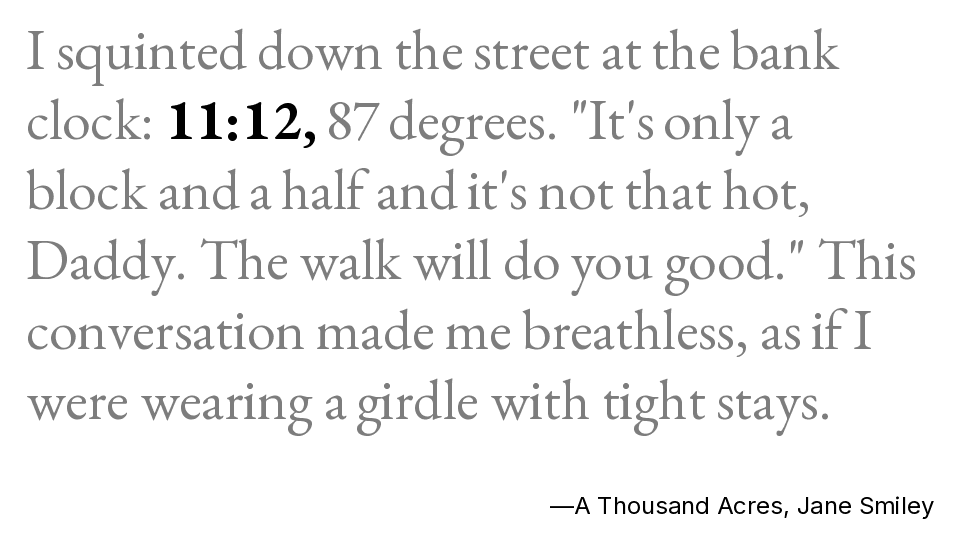 I squinted down the street at the bank
clock: 11:12, 87 degrees. "It's only a
block and a half and it's not that hot,
Daddy. The walk will do you good." This
conversation made me breathless, as if I
were wearing a girdle with tight stays.
—A Thousand Acres, Jane Smiley